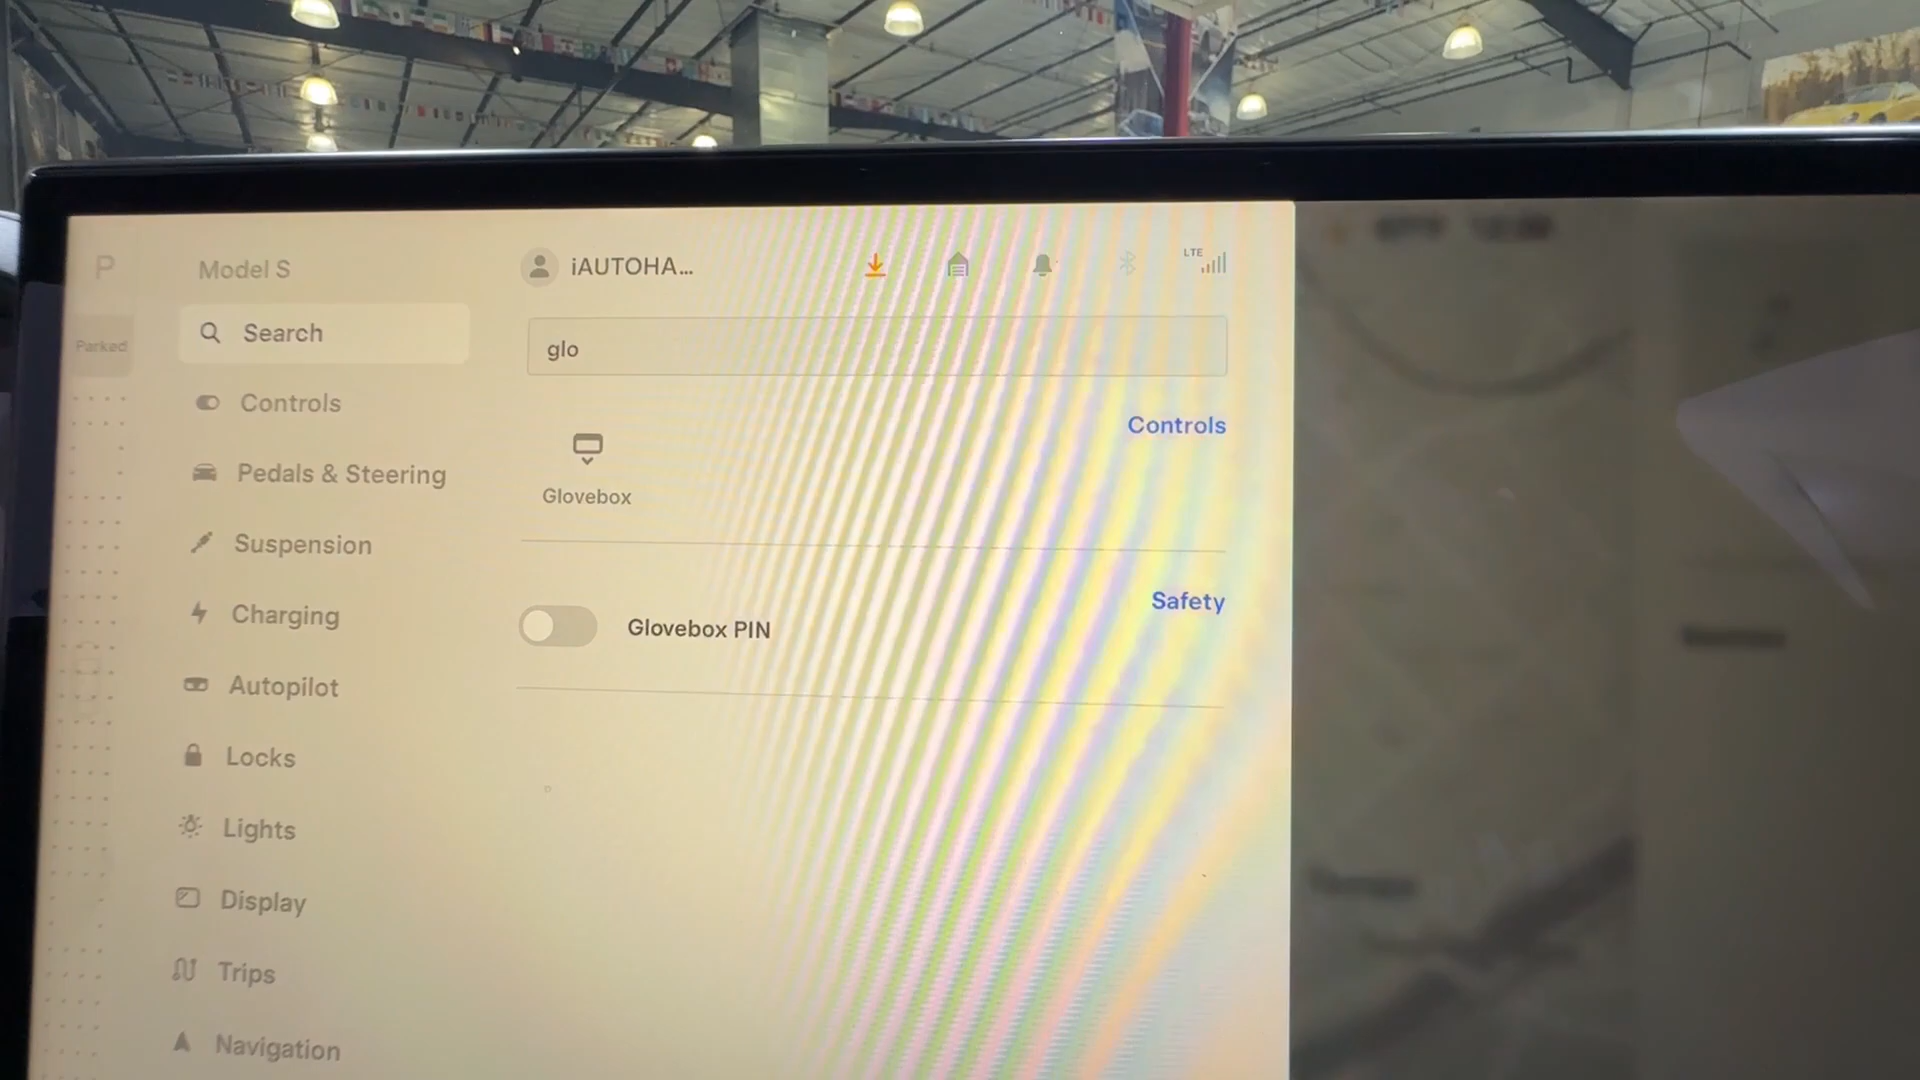 P
Model S
iAUTOHA...
LTE
Search
glo
Parked
Controls
Controls
Glovebox
Pedals & Steering
Suspension
Safety
Charging
Glovebox PIN
Autopilot
Locks
Lights
Display
Trips
Navigation